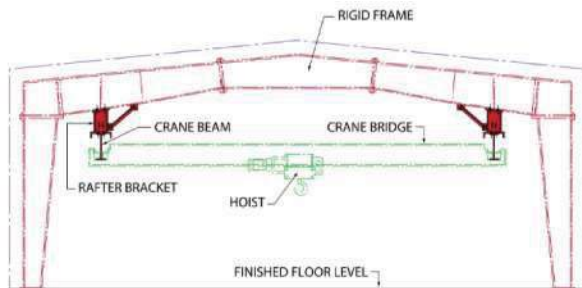 RIGID FRAME
CRANE BEAM
CRANE BRIDGE
RAFTER BRACKET
HOIST
FINISHED FLOOR LEVEL